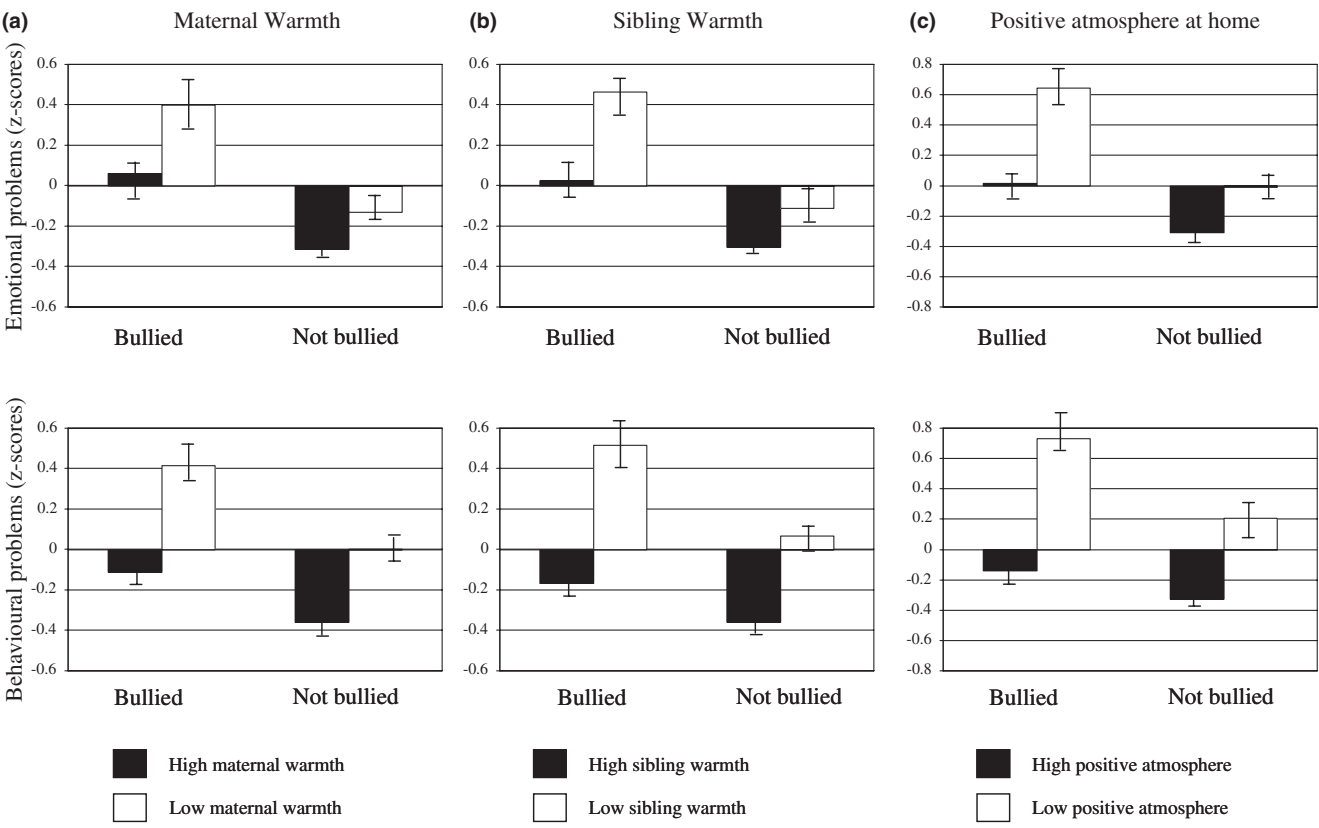 (a) Maternal Warmth (b) Sibling Warmth (c) Positive atmosphere at home
Emotional problems (z-scores)
0.6 0.6 0.8
0.6
0.4 0.4
0.4
0.2 0.2 0.2
0 0 0
-0.2 -0.2 -0.2
-0.4 -0.4 -0.4
-0.6
-0.6 -0.6 -0.8
Bullied Not bullied Bullied Not bullied Bullied Not bullied
Behavioural problems (z-scores)
0.6 0.6 0.8
0.6
0.4 0.4
0.4
0.2 0.2 0.2
0 0 0
-0.2 -0.2 -0.2
-0.4 -0.4 -0.4
-0.6
-0.6 -0.6 -0.8
Bullied Not bullied Bullied Not bullied Bullied Not bullied
High maternal warmth High sibling warmth High positive atmosphere
Low maternal warmth Low sibling warmth Low positive atmosphere